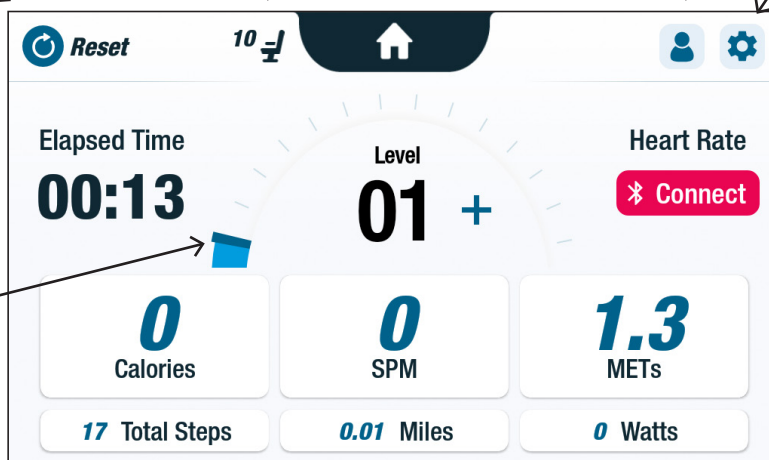 Reset
10
Elapsed Time
00:13
Level
01 +
Heart Rate
Connect
0
Calories
0
SPM
1.3
METs
17 Total Steps
0.01 Miles
0 Watts